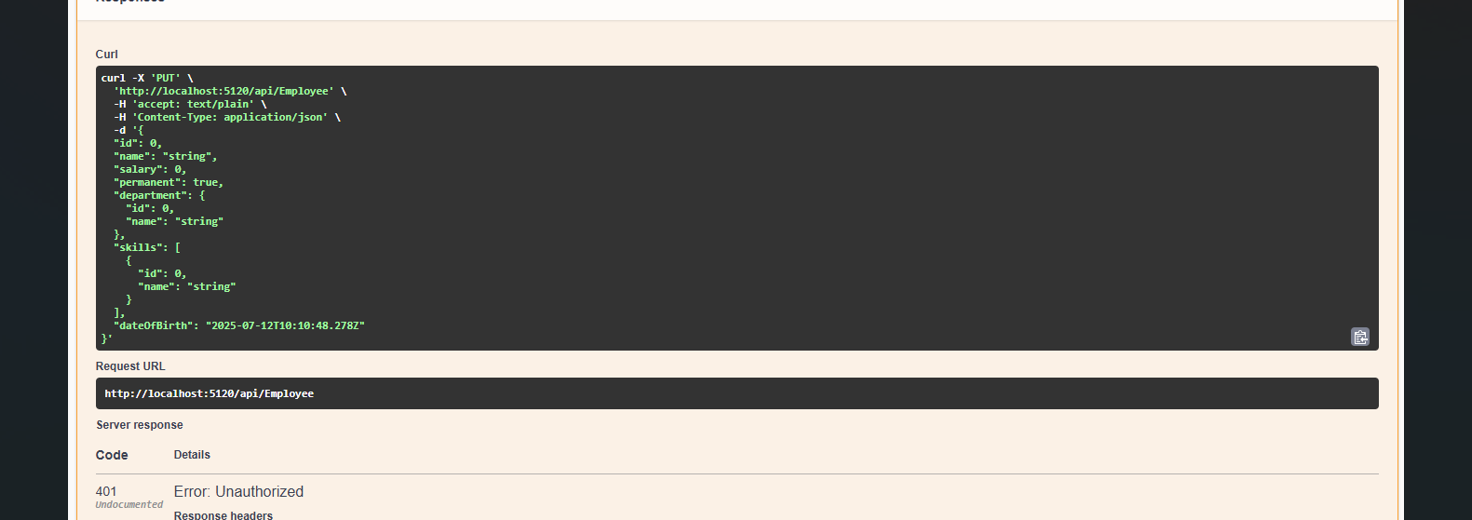 Responses
Curl
curl -X 'PUT' \
  'http://localhost:5120/api/Employee' \
  -H 'accept: text/plain' \
  -H 'Content-Type: application/json' \
  -d '{
  "id": 0,
  "name": "string",
  "salary": 0,
  "permanent": true,
  "department": {
    "id": 0,
    "name": "string"
  },
  "skills": [
    {
      "id": 0,
      "name": "string"
    }
  ],
  "dateOfBirth": "2025-07-12T10:10:48.278Z"
}'
Request URL
http://localhost:5120/api/Employee
Server response
Code Details
401 Error: Unauthorized
Undocumented
Response headers